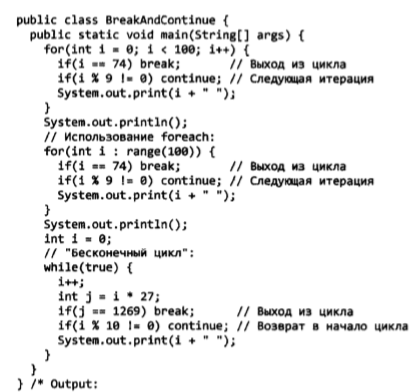 public class BreakAndContinue {
public static void main(String[] args) {
for(int i = 0; i < 100; i++) {
if(i == 74) break; // Выход из цикла
if(i % 9 != 0) continue; // Следующая итерация
System.out.print(i + " ");
}
System.out.println();
// Использование foreach:
for(int i : range(100)) {
if(i == 74) break; // Выход из цикла
if(i % 9 != 0) continue; // Следующая итерация
System.out.print(i + " ");
}
System.out.println();
int i = 0;
// "Бесконечный цикл":
while(true) {
i++;
int j = i * 27;
if(j == 1269) break; // Выход из цикла
if(i % 10 != 0) continue; // Возврат в начало цикла
System.out.print(i + " ");
}
}
} /* Output: